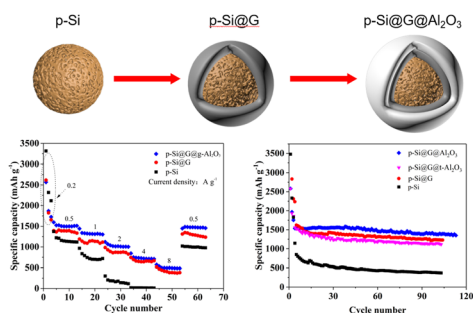 p-Si
p-Si@G
p-Si@G@Al₂O₃
3500
3000
2500
2000
1500
1000
500
0
Specific capacity (mAh g⁻¹)
0.2
0.5
1
2
4
8
0.5
p-Si@G@g-Al₂O₃
p-Si@G
p-Si
Current density: A g⁻¹
0 10 20 30 40 50 60 70
Cycle number
3500
3000
2500
2000
1500
1000
500
0
Specific capacity (mAh g⁻¹)
p-Si@G@Al₂O₃
p-Si@G@t-Al₂O₃
p-Si@G
p-Si
0 30 60 90 120
Cycle number